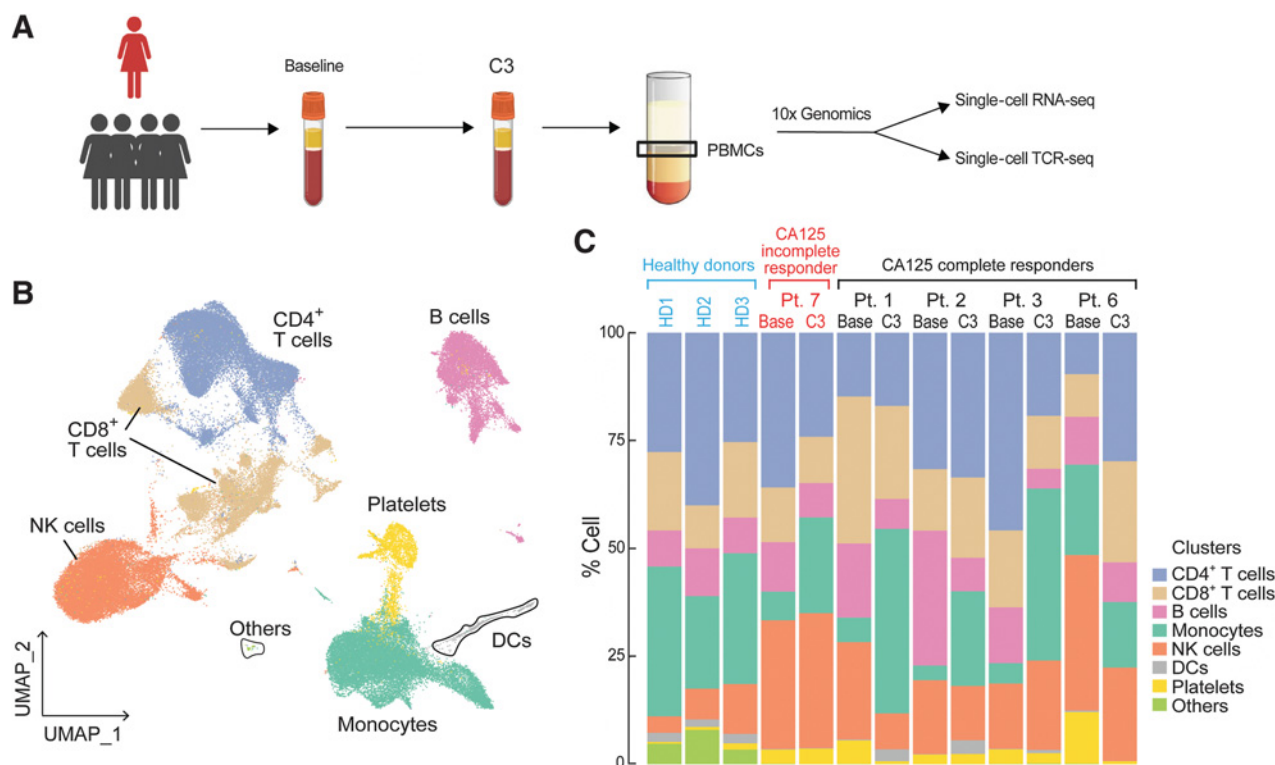 A
Baseline
C3
PBMCs
10x Genomics
Single-cell RNA-seq
Single-cell TCR-seq
B
CD4⁺
T cells
B cells
CD8⁺
T cells
NK cells
Platelets
Others
DCs
Monocytes
UMAP_2
UMAP_1
C
Healthy donors
CA125
incomplete
responder
CA125 complete responders
HD1
HD2
HD3
Pt. 7
Pt. 1
Pt. 2
Pt. 3
Pt. 6
Base
C3
Base
C3
Base
C3
Base
C3
Base
C3
% Cell
100
75
50
25
0
Clusters
CD4⁺ T cells
CD8⁺ T cells
B cells
Monocytes
NK cells
DCs
Platelets
Others